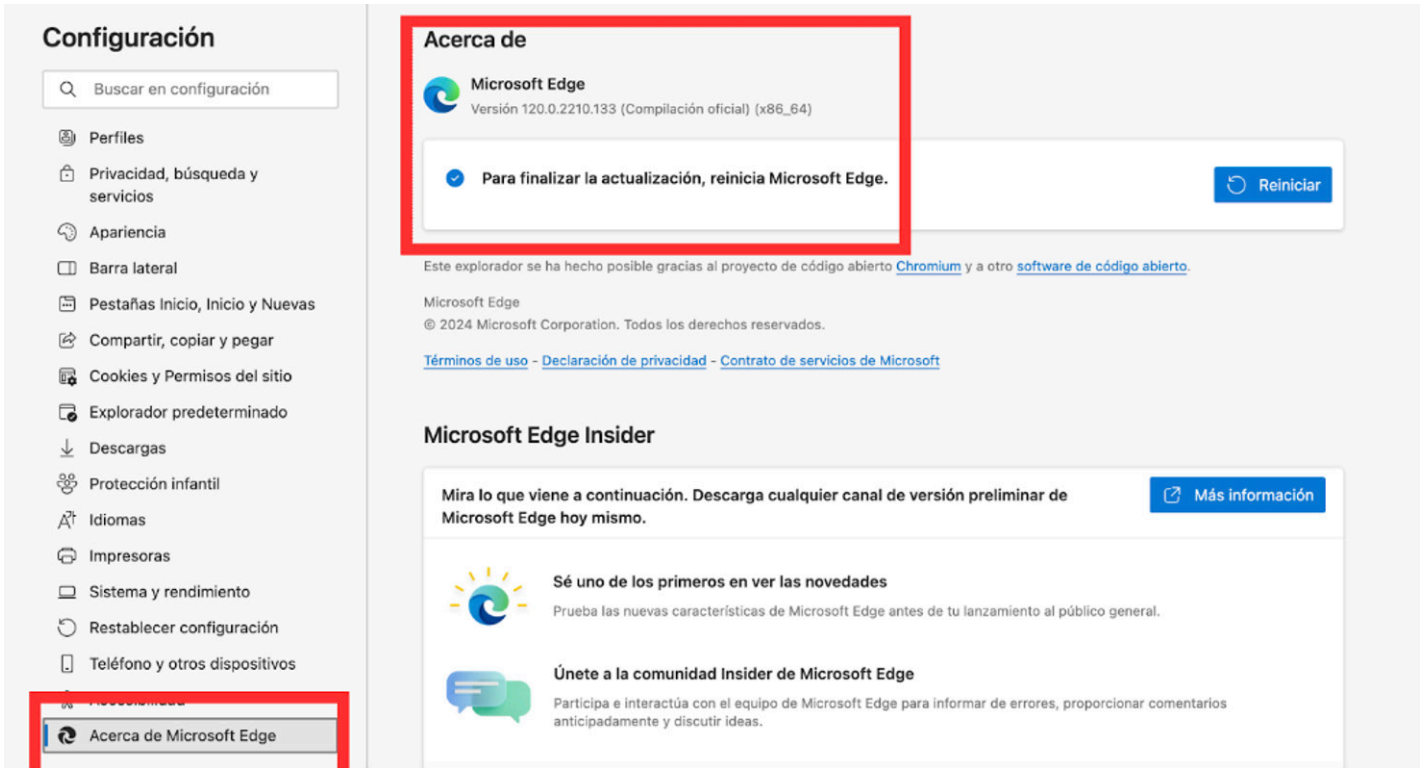 Configuración
Buscar en configuración
Perfiles
Privacidad, búsqueda y
servicios
Apariencia
Barra lateral
Pestañas Inicio, Inicio y Nuevas
Compartir, copiar y pegar
Cookies y Permisos del sitio
Explorador predeterminado
Descargas
Protección infantil
Idiomas
Impresoras
Sistema y rendimiento
Restablecer configuración
Teléfono y otros dispositivos
Accesibilidad
Acerca de Microsoft Edge
Acerca de
Microsoft Edge
Versión 120.0.2210.133 (Compilación oficial) (x86_64)
Para finalizar la actualización, reinicia Microsoft Edge.
Reiniciar
Este explorador se ha hecho posible gracias al proyecto de código abierto Chromium y a otro software de código abierto.
Microsoft Edge
© 2024 Microsoft Corporation. Todos los derechos reservados.
Términos de uso - Declaración de privacidad - Contrato de servicios de Microsoft
Microsoft Edge Insider
Mira lo que viene a continuación. Descarga cualquier canal de versión preliminar de
Microsoft Edge hoy mismo.
Más información
Sé uno de los primeros en ver las novedades
Prueba las nuevas características de Microsoft Edge antes de tu lanzamiento al público general.
Únete a la comunidad Insider de Microsoft Edge
Participa e interactúa con el equipo de Microsoft Edge para informar de errores, proporcionar comentarios
anticipadamente y discutir ideas.